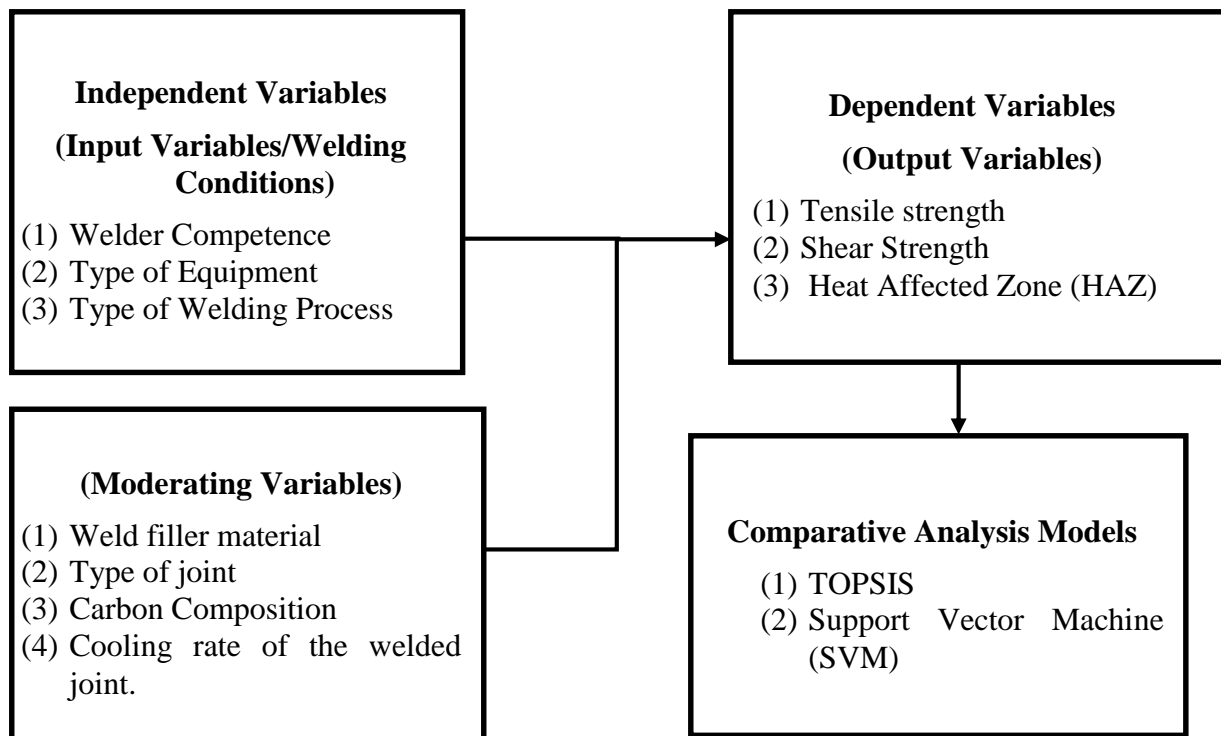 Independent Variables
(Input Variables/Welding
Conditions)
(1) Welder Competence
(2) Type of Equipment
(3) Type of Welding Process
Dependent Variables
(Output Variables)
(1) Tensile strength
(2) Shear Strength
(3) Heat Affected Zone (HAZ)
(Moderating Variables)
(1) Weld filler material
(2) Type of joint
(3) Carbon Composition
(4) Cooling rate of the welded
joint.
Comparative Analysis Models
(1) TOPSIS
(2) Support Vector Machine
(SVM)